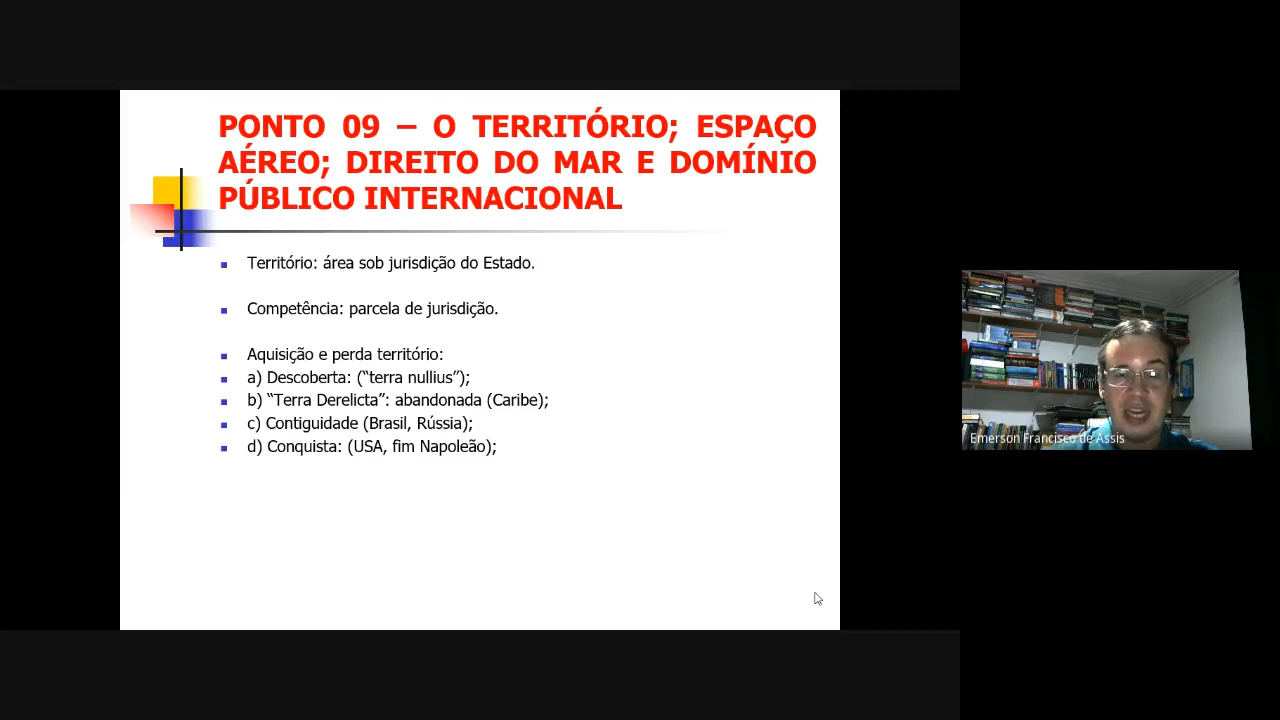 PONTO 09 – O TERRITÓRIO; ESPAÇO
AÉREO; DIREITO DO MAR E DOMÍNIO
PÚBLICO INTERNACIONAL
Território: área sob jurisdição do Estado.
Competência: parcela de jurisdição.
Aquisição e perda território:
a) Descoberta: (“terra nullius”);
b) “Terra Derelicta”: abandonada (Caribe);
c) Contiguidade (Brasil, Rússia);
d) Conquista: (USA, fim Napoleão);
Emerson Francisco de Assis